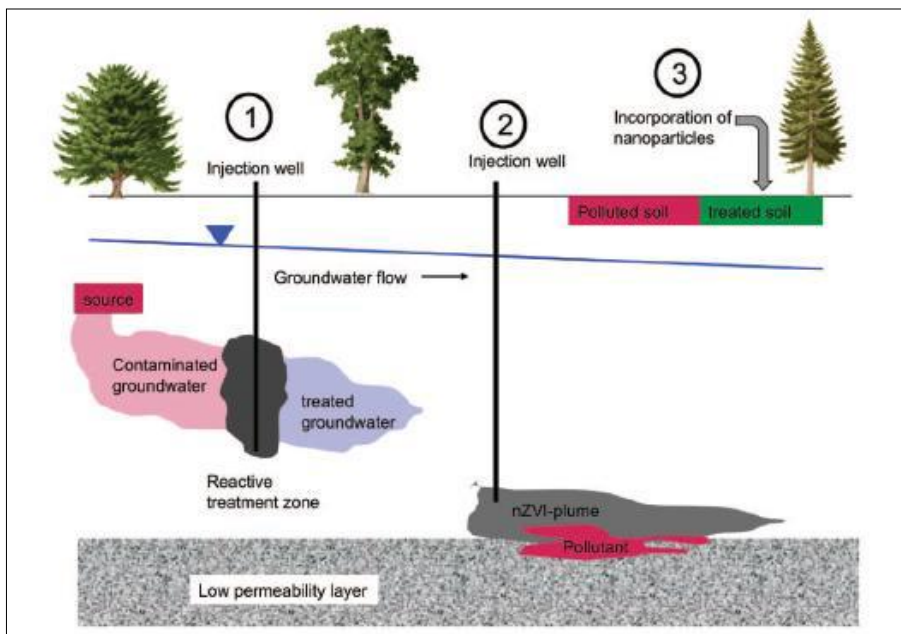 1
Injection well
2
Injection well
3
Incorporation of
nanoparticles
Polluted soil
treated soil
Groundwater flow
source
Contaminated
groundwater
treated
groundwater
Reactive
treatment zone
nZVI-plume
Pollutant
Low permeability layer